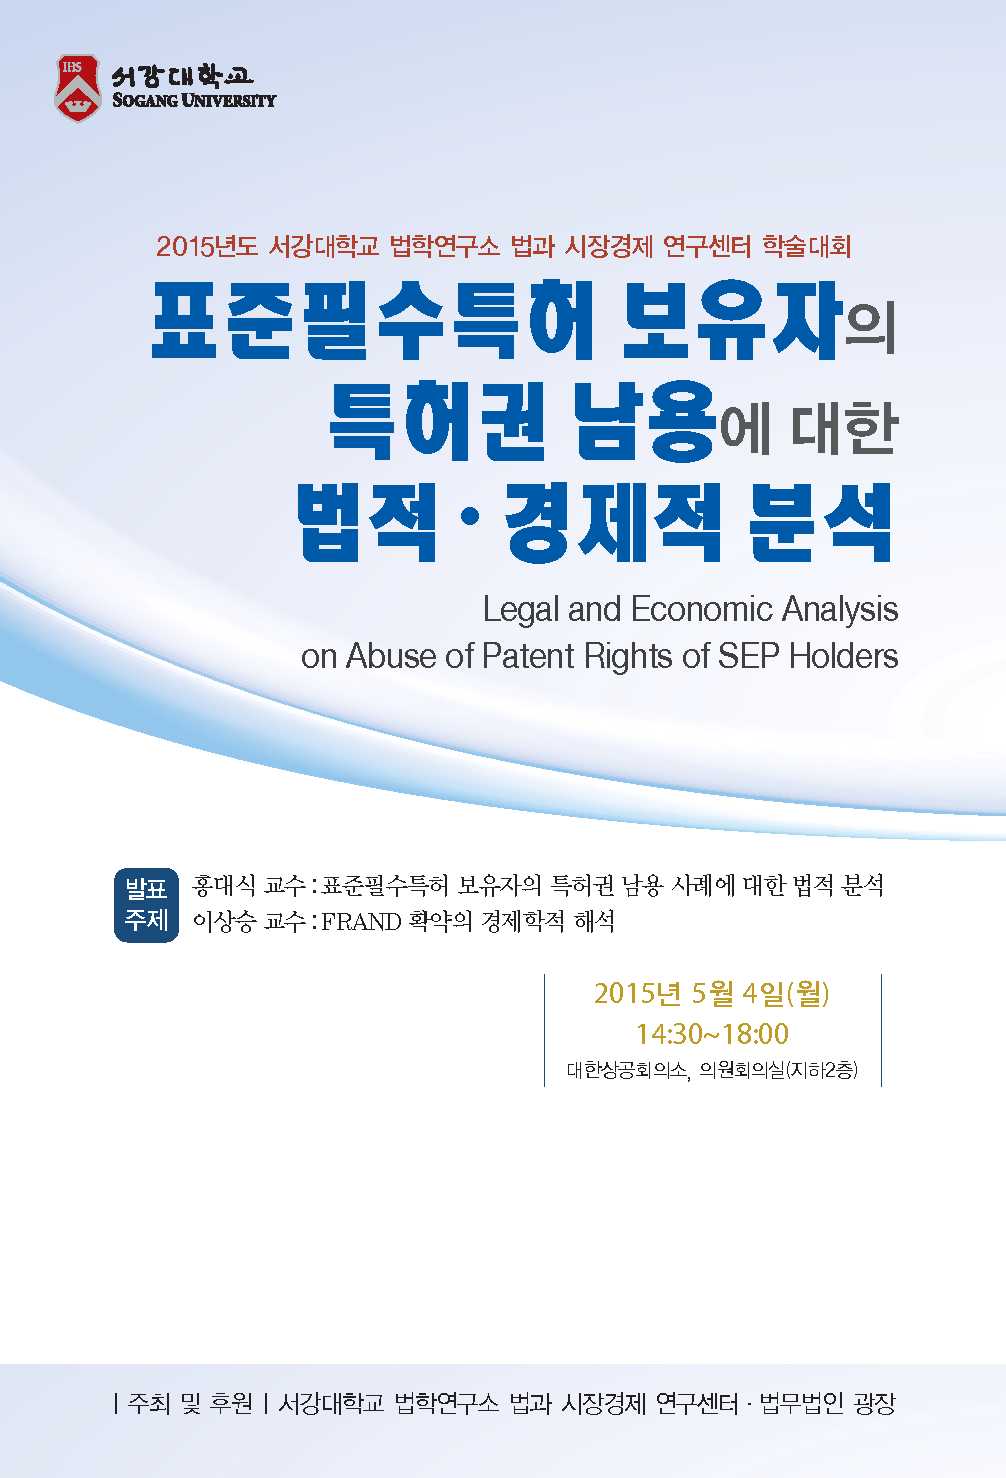 IHS
서강대학교
SOGANG UNIVERSITY
2015년도 서강대학교 법학연구소 법과 시장경제 연구센터 학술대회
표준필수특허 보유자의
특허권 남용에 대한
법적·경제적 분석
Legal and Economic Analysis
on Abuse of Patent Rights of SEP Holders
발표
주제
홍대식 교수 : 표준필수특허 보유자의 특허권 남용 사례에 대한 법적 분석
이상승 교수 : FRAND 확약의 경제학적 해석
2015년 5월 4일(월)
14:30~18:00
대한상공회의소, 의원회의실(지하2층)
| 주최 및 후원 | 서강대학교 법학연구소 법과 시장경제 연구센터 · 법무법인 광장